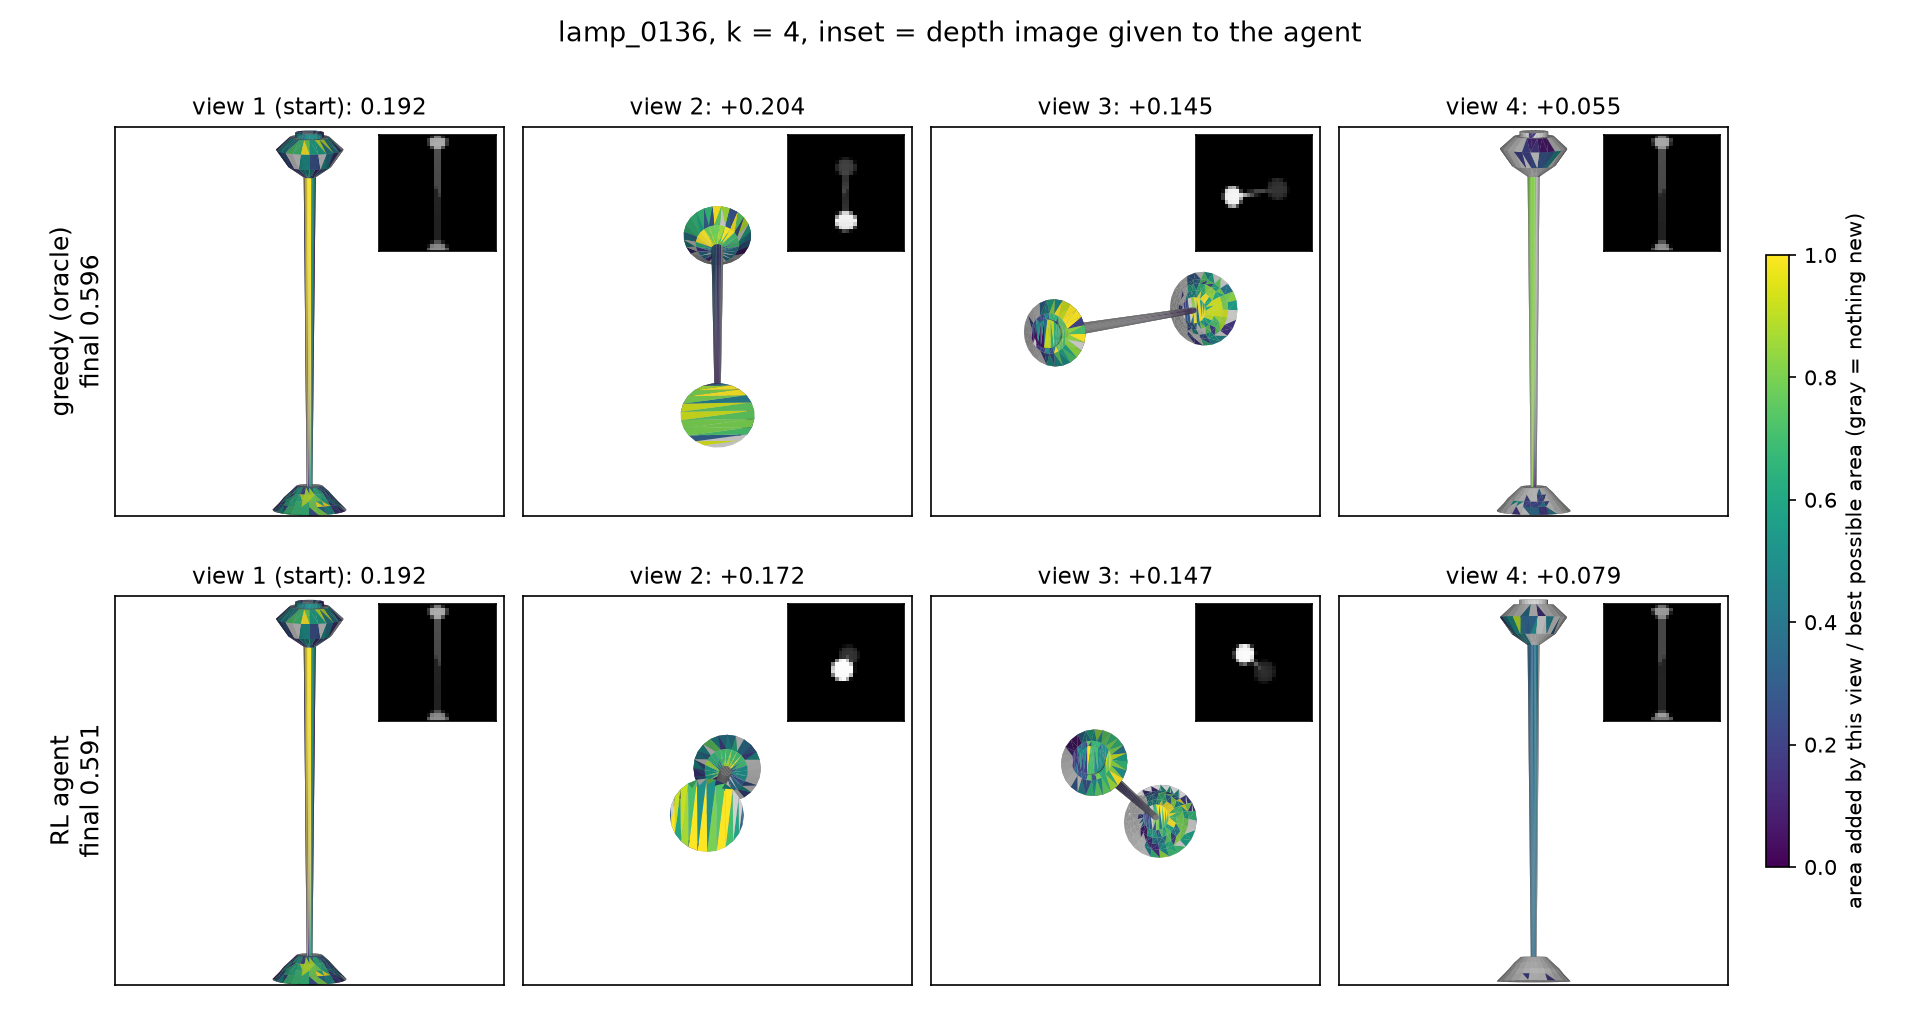 lamp_0136, k = 4, inset = depth image given to the agent
view 1 (start): 0.192
view 2: +0.204
view 3: +0.145
view 4: +0.055
greedy (oracle)
final 0.596
view 1 (start): 0.192
view 2: +0.172
view 3: +0.147
view 4: +0.079
RL agent
final 0.591
1.0
0.8
0.6
0.4
0.2
0.0
area added by this view / best possible area (gray = nothing new)